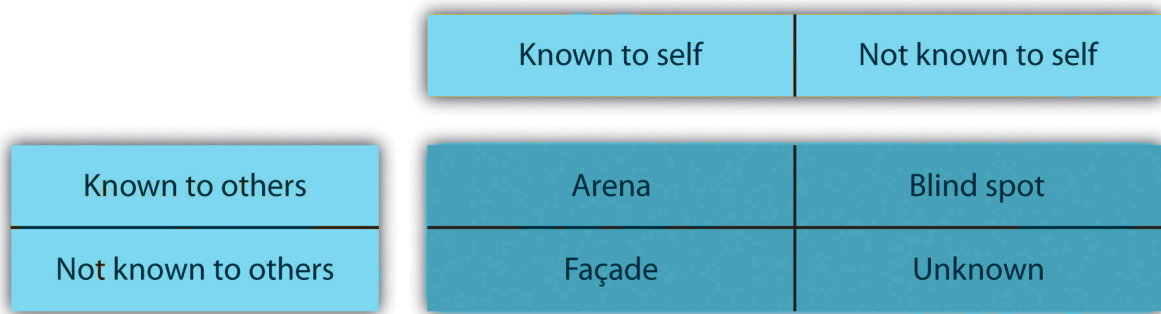 Known to self Not known to self
Known to others Arena Blind spot
Not known to others Façade Unknown